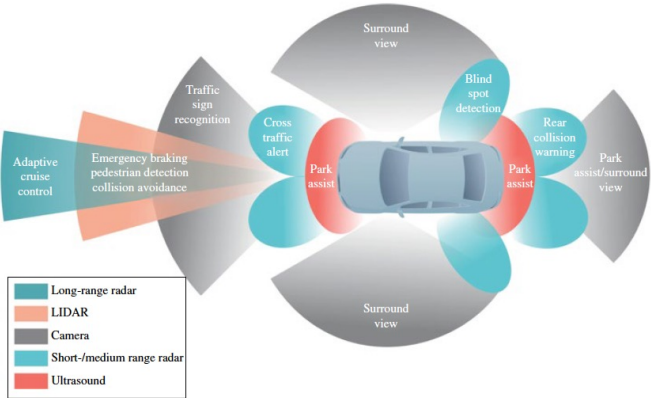 Surround
view
Traffic
sign
recognition
Blind
spot
detection
Cross
traffic
alert
Rear
collision
warning
Adaptive
cruise
control
Emergency braking
pedestrian detection
collision avoidance
Park
assist
Park
assist
Park
assist/surround
view
Surround
view
Long-range radar
LIDAR
Camera
Short-/medium range radar
Ultrasound